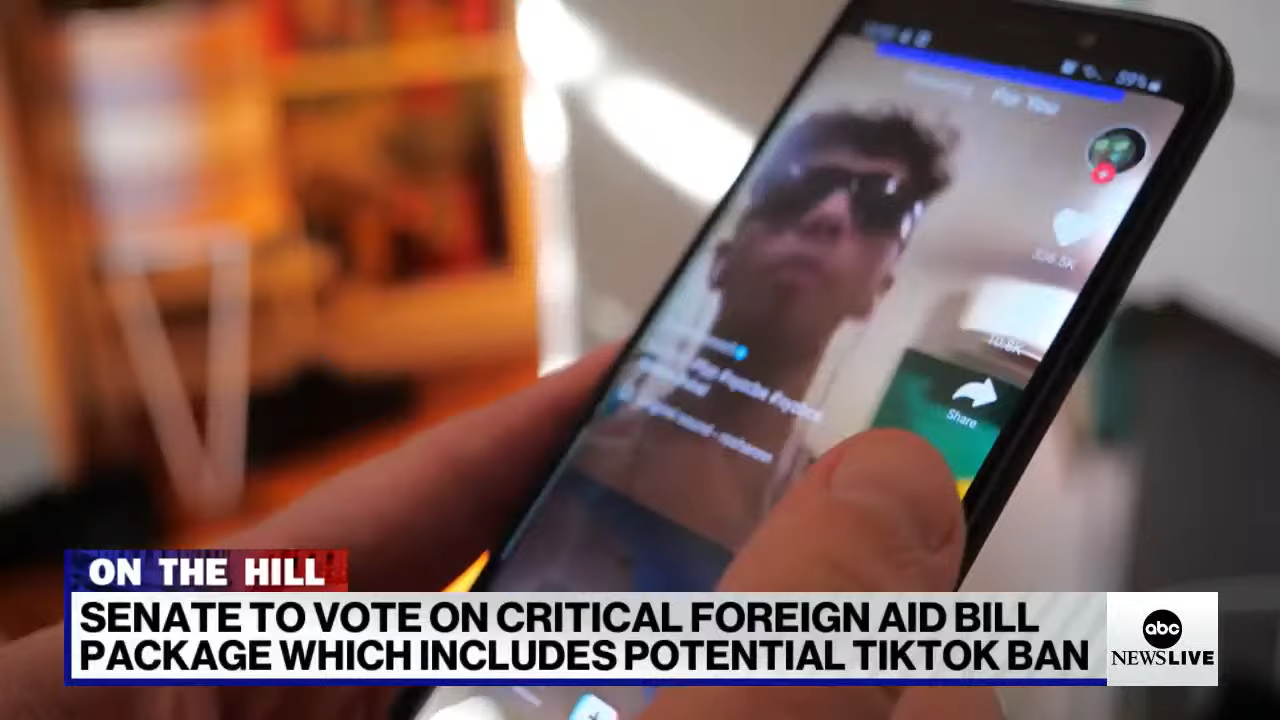 59%
For You
Share
ON THE HILL
SENATE TO VOTE ON CRITICAL FOREIGN AID BILL
PACKAGE WHICH INCLUDES POTENTIAL TIKTOK BAN
abc
NEWS LIVE